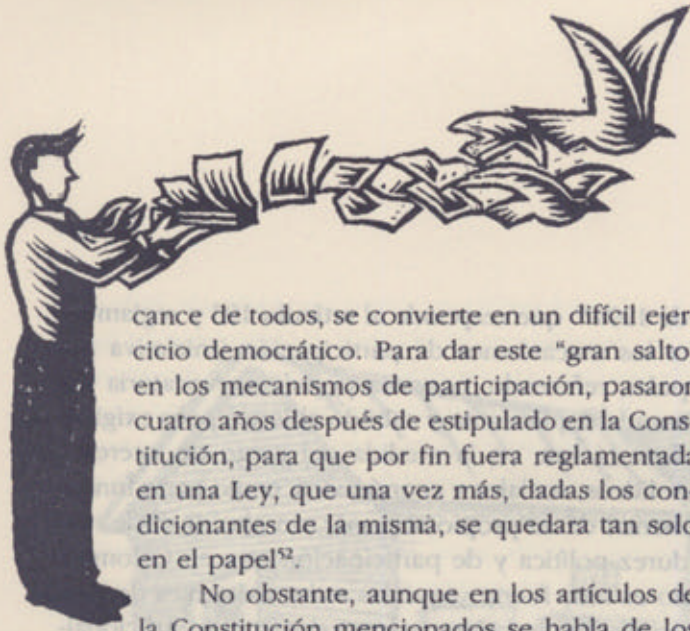 cance de todos, se convierte en un difícil ejer-
cicio democrático. Para dar este “gran salto”
en los mecanismos de participación, pasaron
cuatro años después de estipulado en la Cons-
titución, para que por fin fuera reglamentada
en una Ley, que una vez más, dadas los con-
dicionantes de la misma, se quedara tan solo
en el papel⁵².
No obstante, aunque en los artículos de
la Constitución mencionados se habla de los